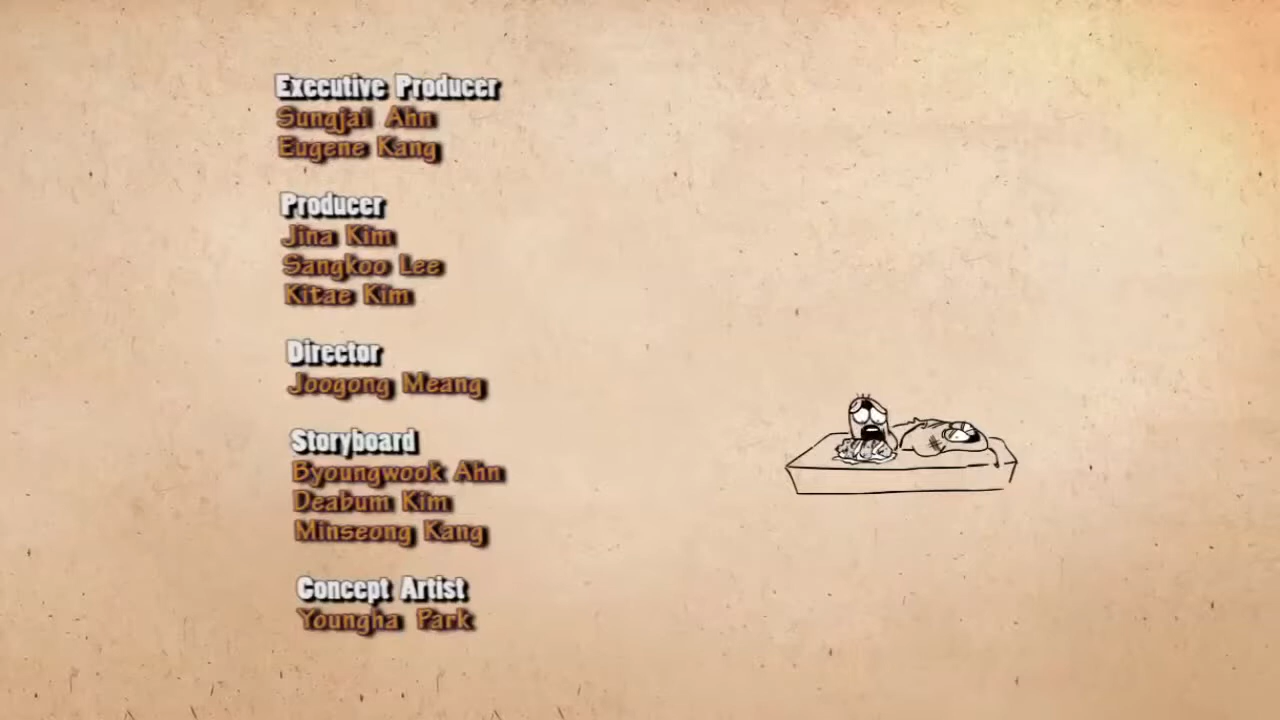 Executive Producer
Sungjai Ahn
Eugene Kang
Producer
Jina Kim
Sangkoo Lee
Kitae Kim
Director
Joogong Meang
Storyboard
Byoungwook Ahn
Deabum Kim
Minseong Kang
Concept Artist
Youngha Park